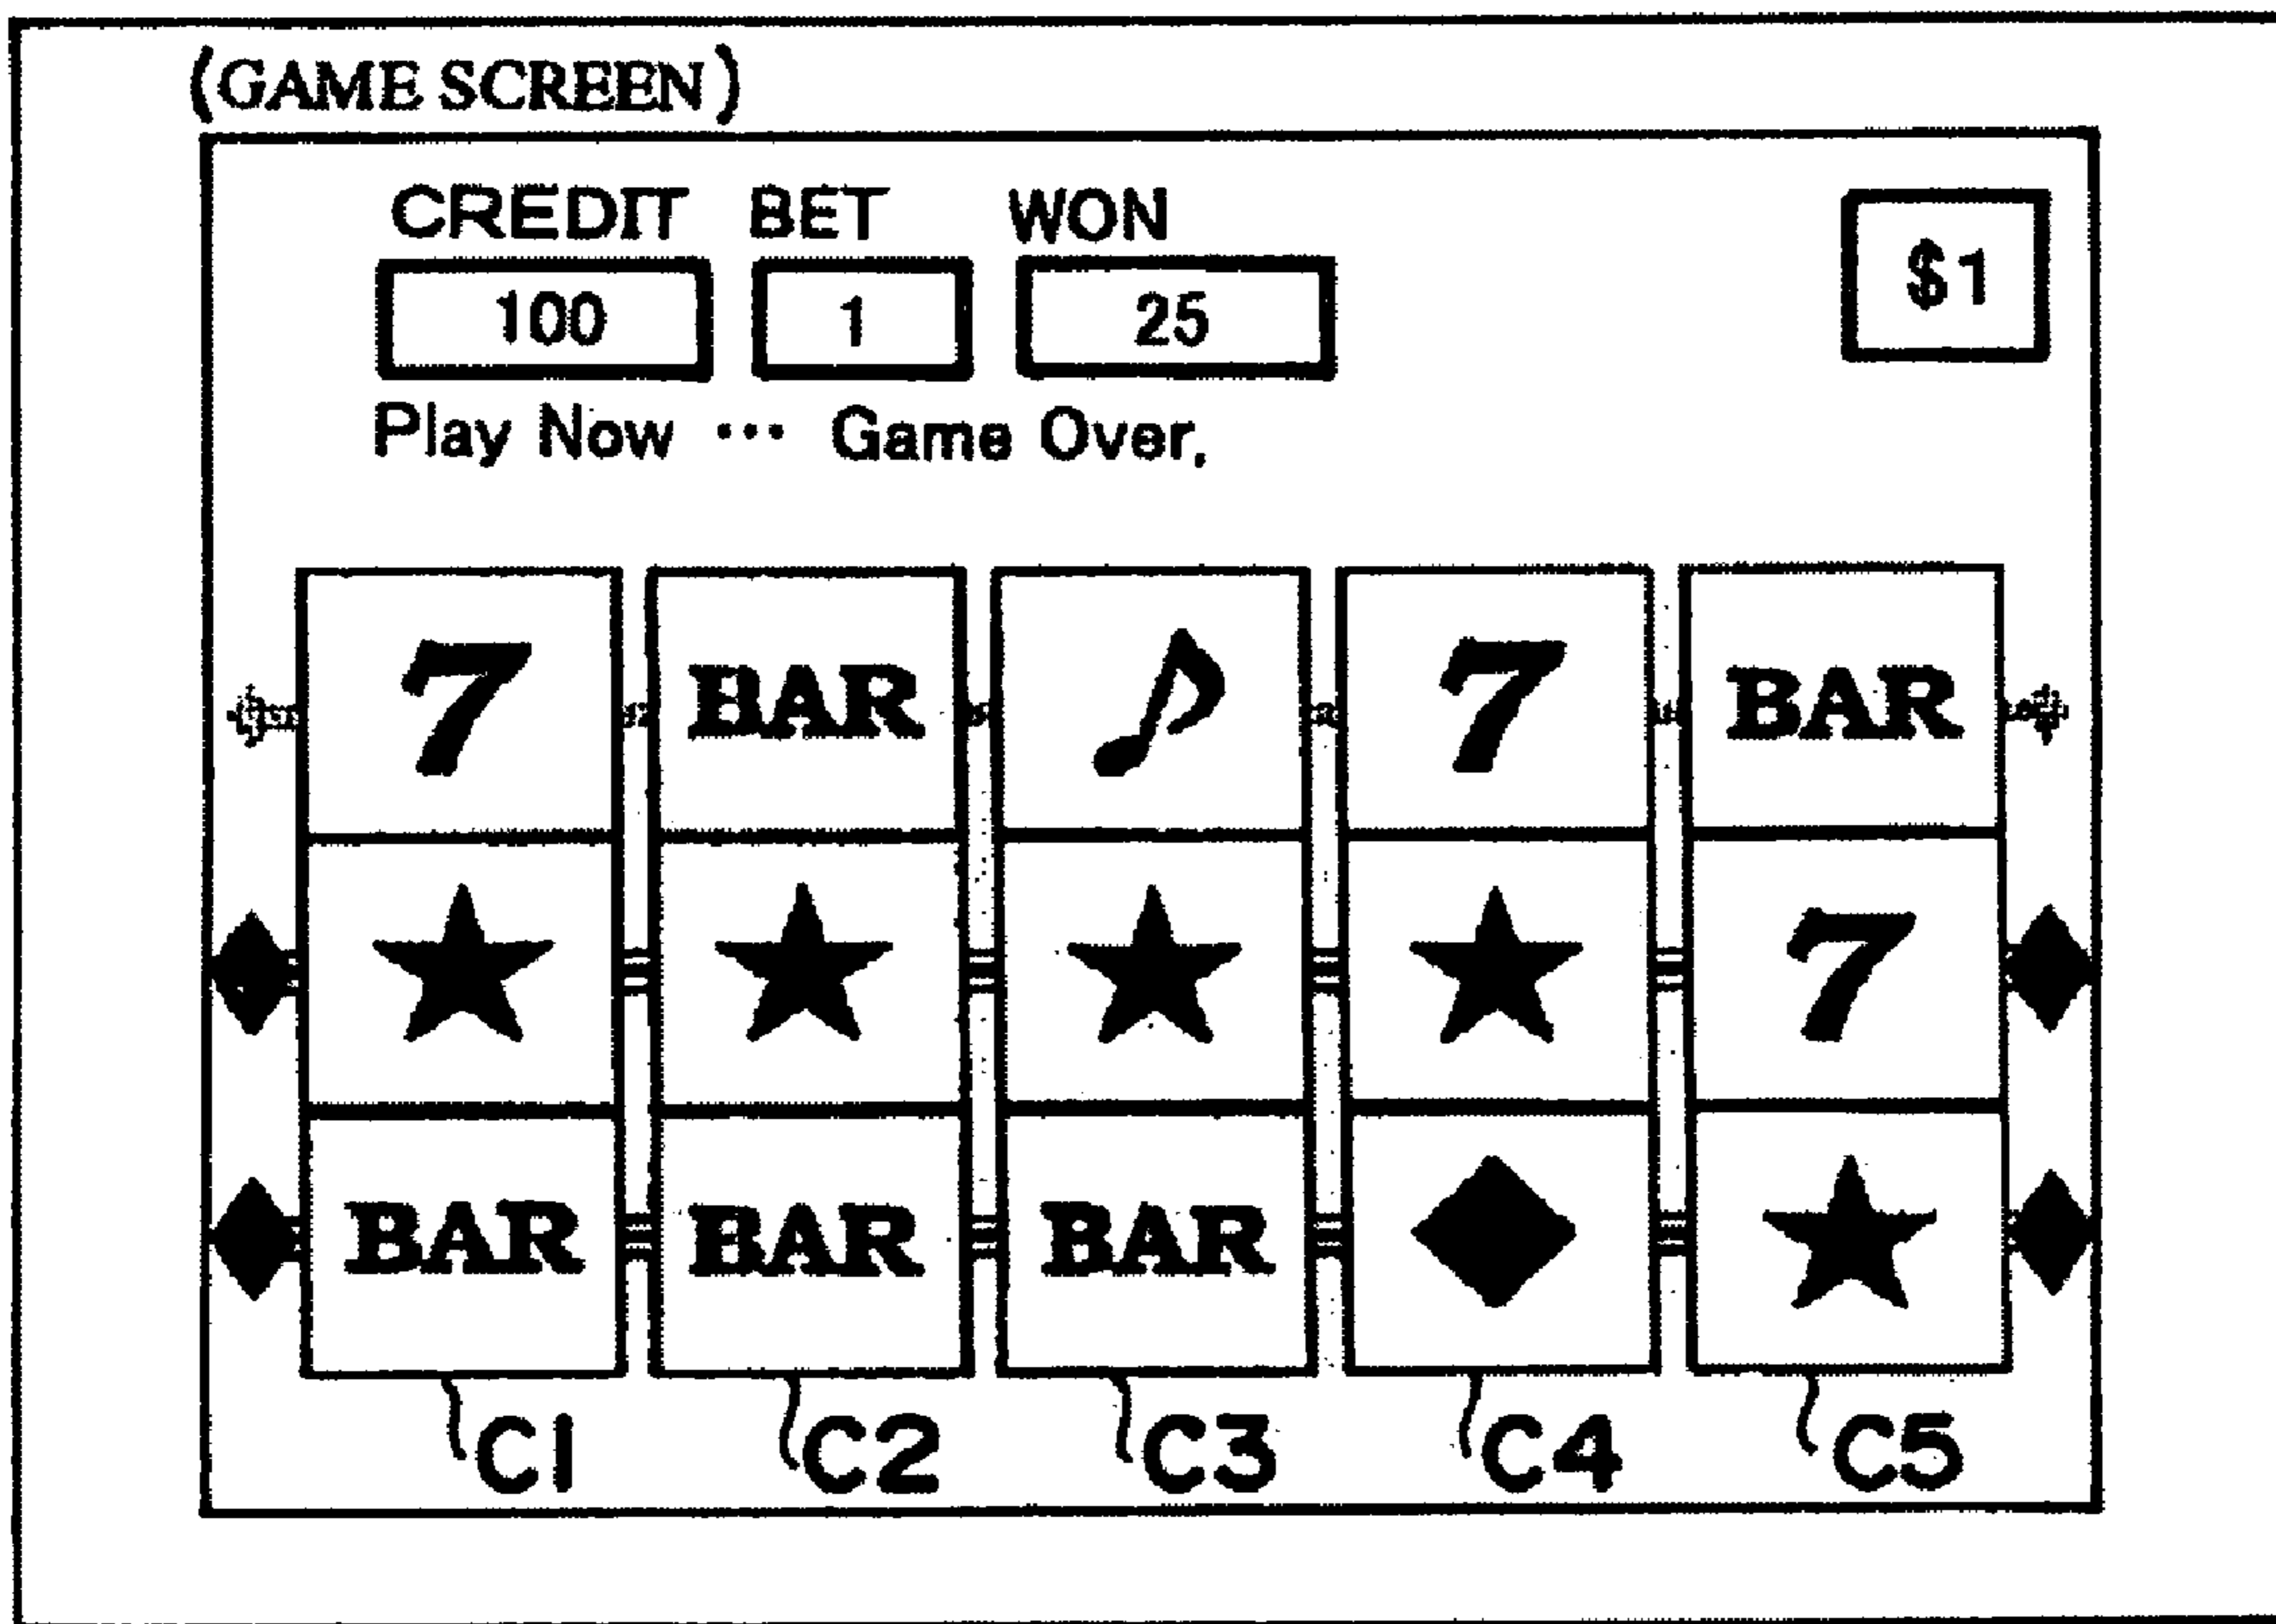 (GAME SCREEN)
CREDIT BET WON
100 1 25 $1
Play Now ••• Game Over,
7 BAR 7 BAR
7
BAR BAR BAR
C1 C2 C3 C4 C5